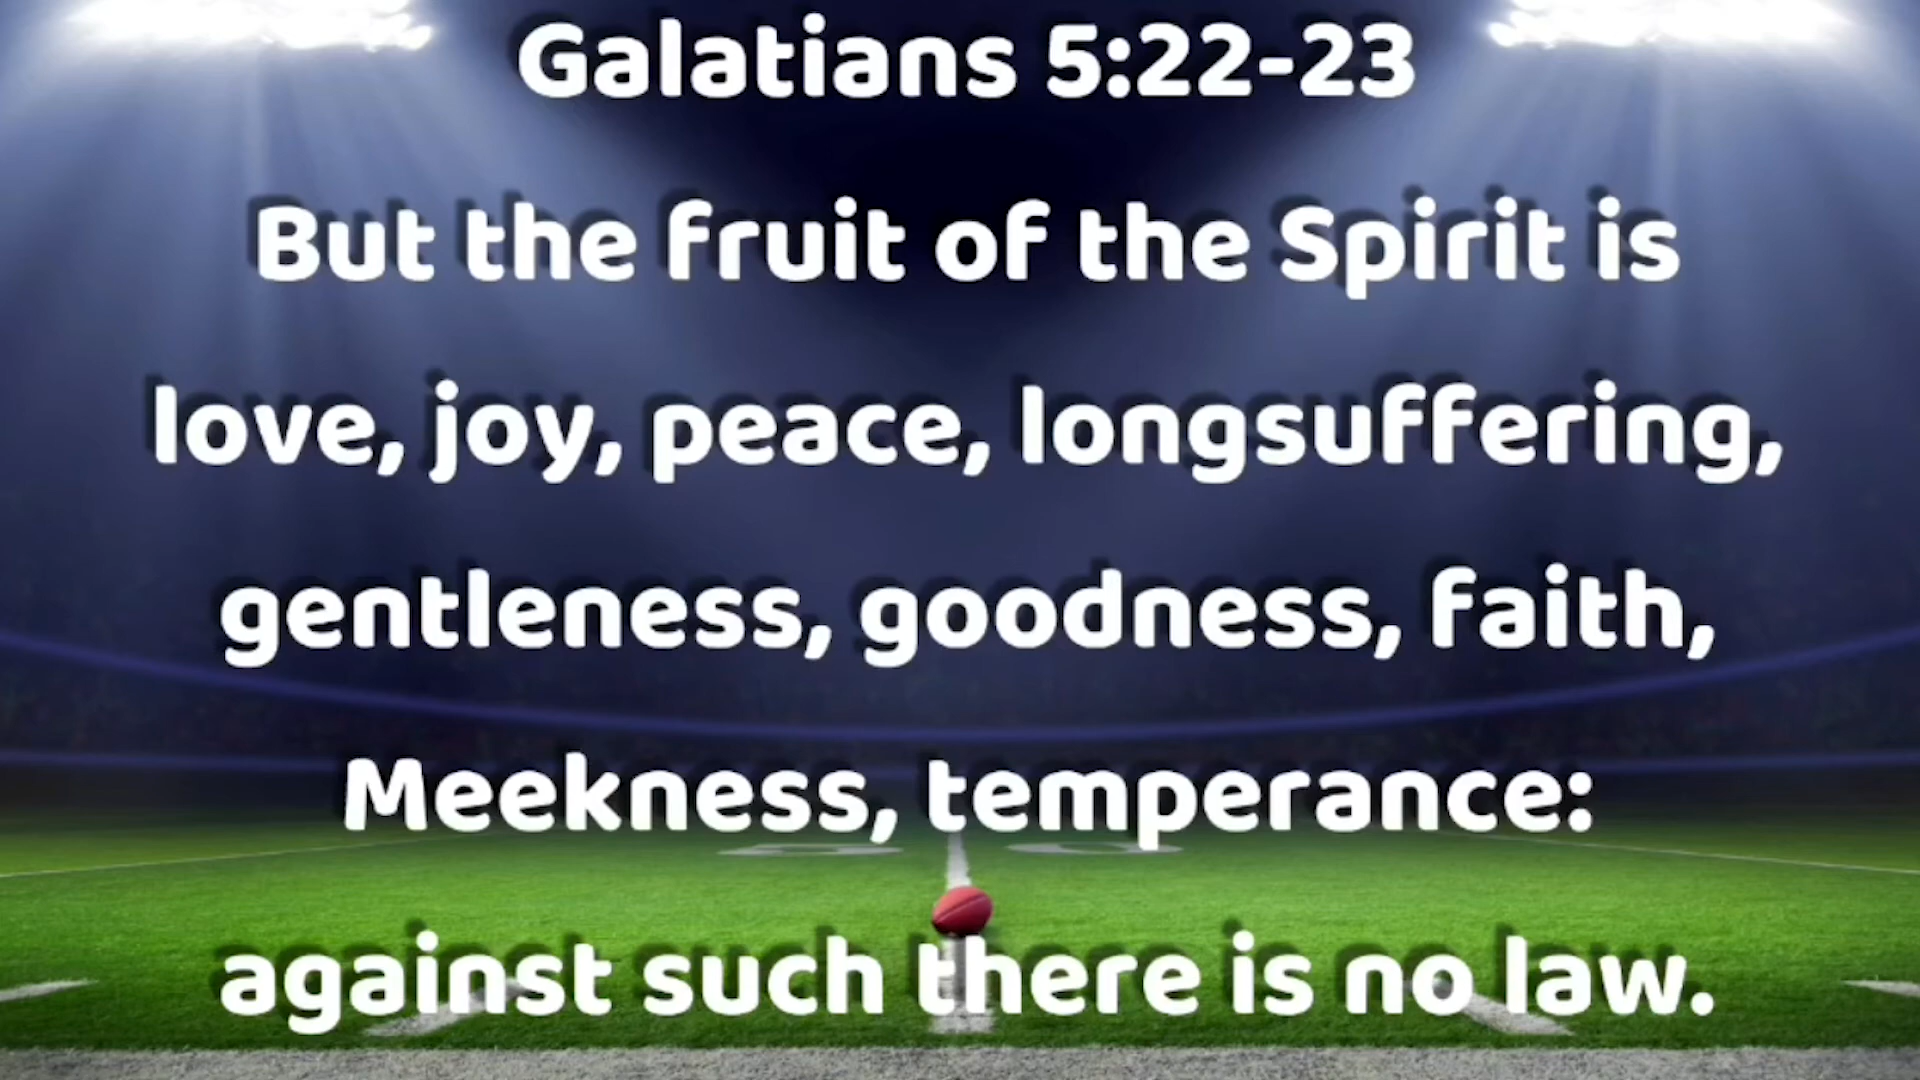 Galatians 5:22-23
But the fruit of the Spirit is
love, joy, peace, longsuffering,
gentleness, goodness, faith,
Meekness, temperance:
against such there is no law.